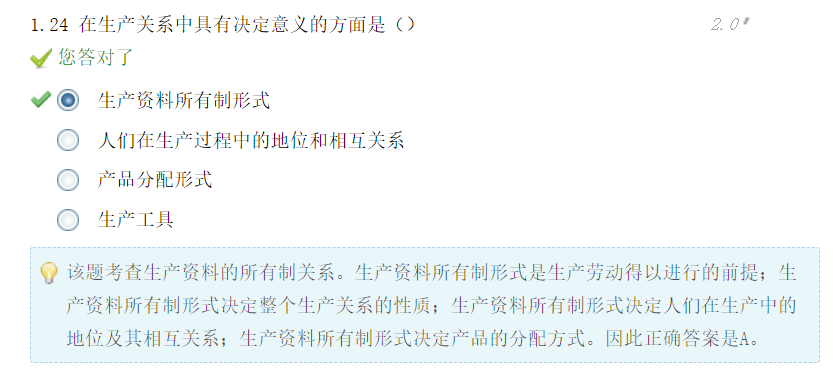 1.24 在生产关系中具有决定意义的方面是（） 2.0
您答对了
生产资料所有制形式
人们在生产过程中的地位和相互关系
产品分配形式
生产工具
该题考查生产资料的所有制关系。生产资料所有制形式是生产劳动得以进行的前提；生
产资料所有制形式决定整个生产关系的性质；生产资料所有制形式决定人们在生产中的
地位及其相互关系；生产资料所有制形式决定产品的分配方式。因此正确答案是A。